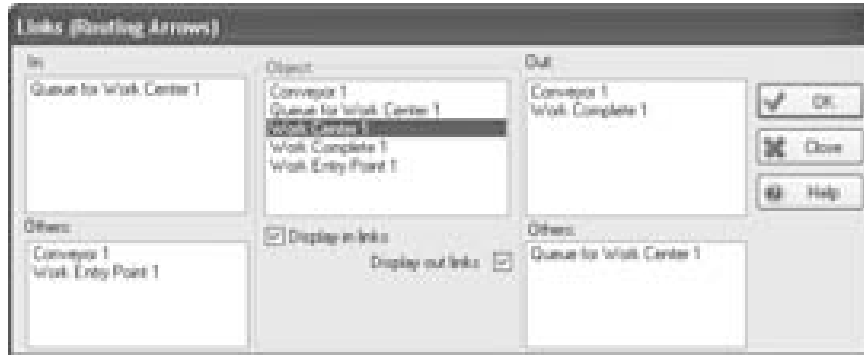 Links (Routing Arrows)
In:
Queue for Work Center 1
Others:
Conveyor 1
Work Entry Point 1
Object:
Conveyor 1
Queue for Work Center 1
Work Center 1
Work Complete 1
Work Entry Point 1
Display in links
Display out links
Out:
Conveyor 1
Work Complete 1
Others:
Queue for Work Center 1
OK
Close
Help